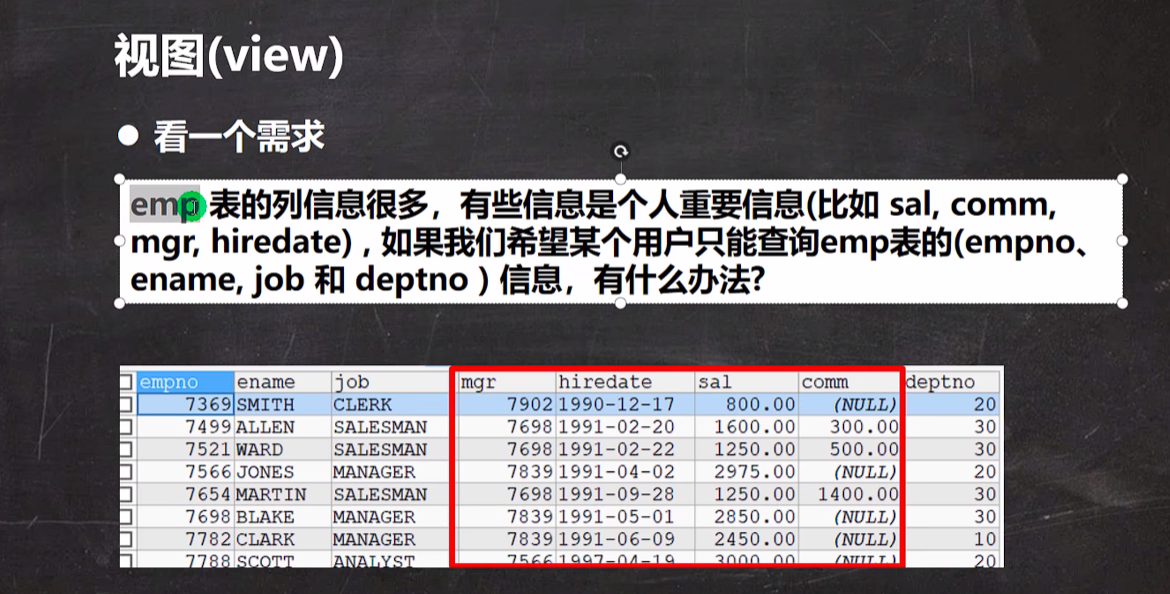 视图(view)
● 看一个需求
emp 表的列信息很多，有些信息是个人重要信息(比如 sal, comm,
mgr, hiredate) , 如果我们希望某个用户只能查询emp表的(empno、
ename, job 和 deptno ) 信息，有什么办法?
empno ename job mgr hiredate sal comm deptno
7369 SMITH CLERK 7902 1990-12-17 800.00 (NULL) 20
7499 ALLEN SALESMAN 7698 1991-02-20 1600.00 300.00 30
7521 WARD SALESMAN 7698 1991-02-22 1250.00 500.00 30
7566 JONES MANAGER 7839 1991-04-02 2975.00 (NULL) 20
7654 MARTIN SALESMAN 7698 1991-09-28 1250.00 1400.00 30
7698 BLAKE MANAGER 7839 1991-05-01 2850.00 (NULL) 30
7782 CLARK MANAGER 7839 1991-06-09 2450.00 (NULL) 10
7788 SCOTT ANALYST 7566 1997-04-19 3000.00 (NULL) 20